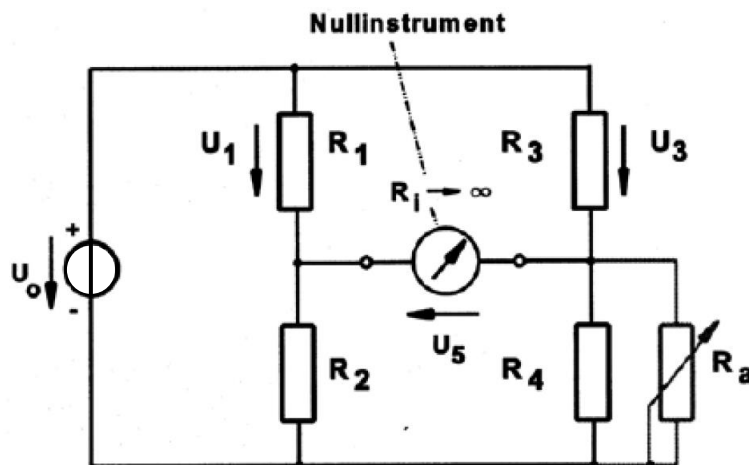 Nullinstrument
U1
R1
R3
U3
Ri → ∞
+
Uo
-
U5
R2
R4
Ra